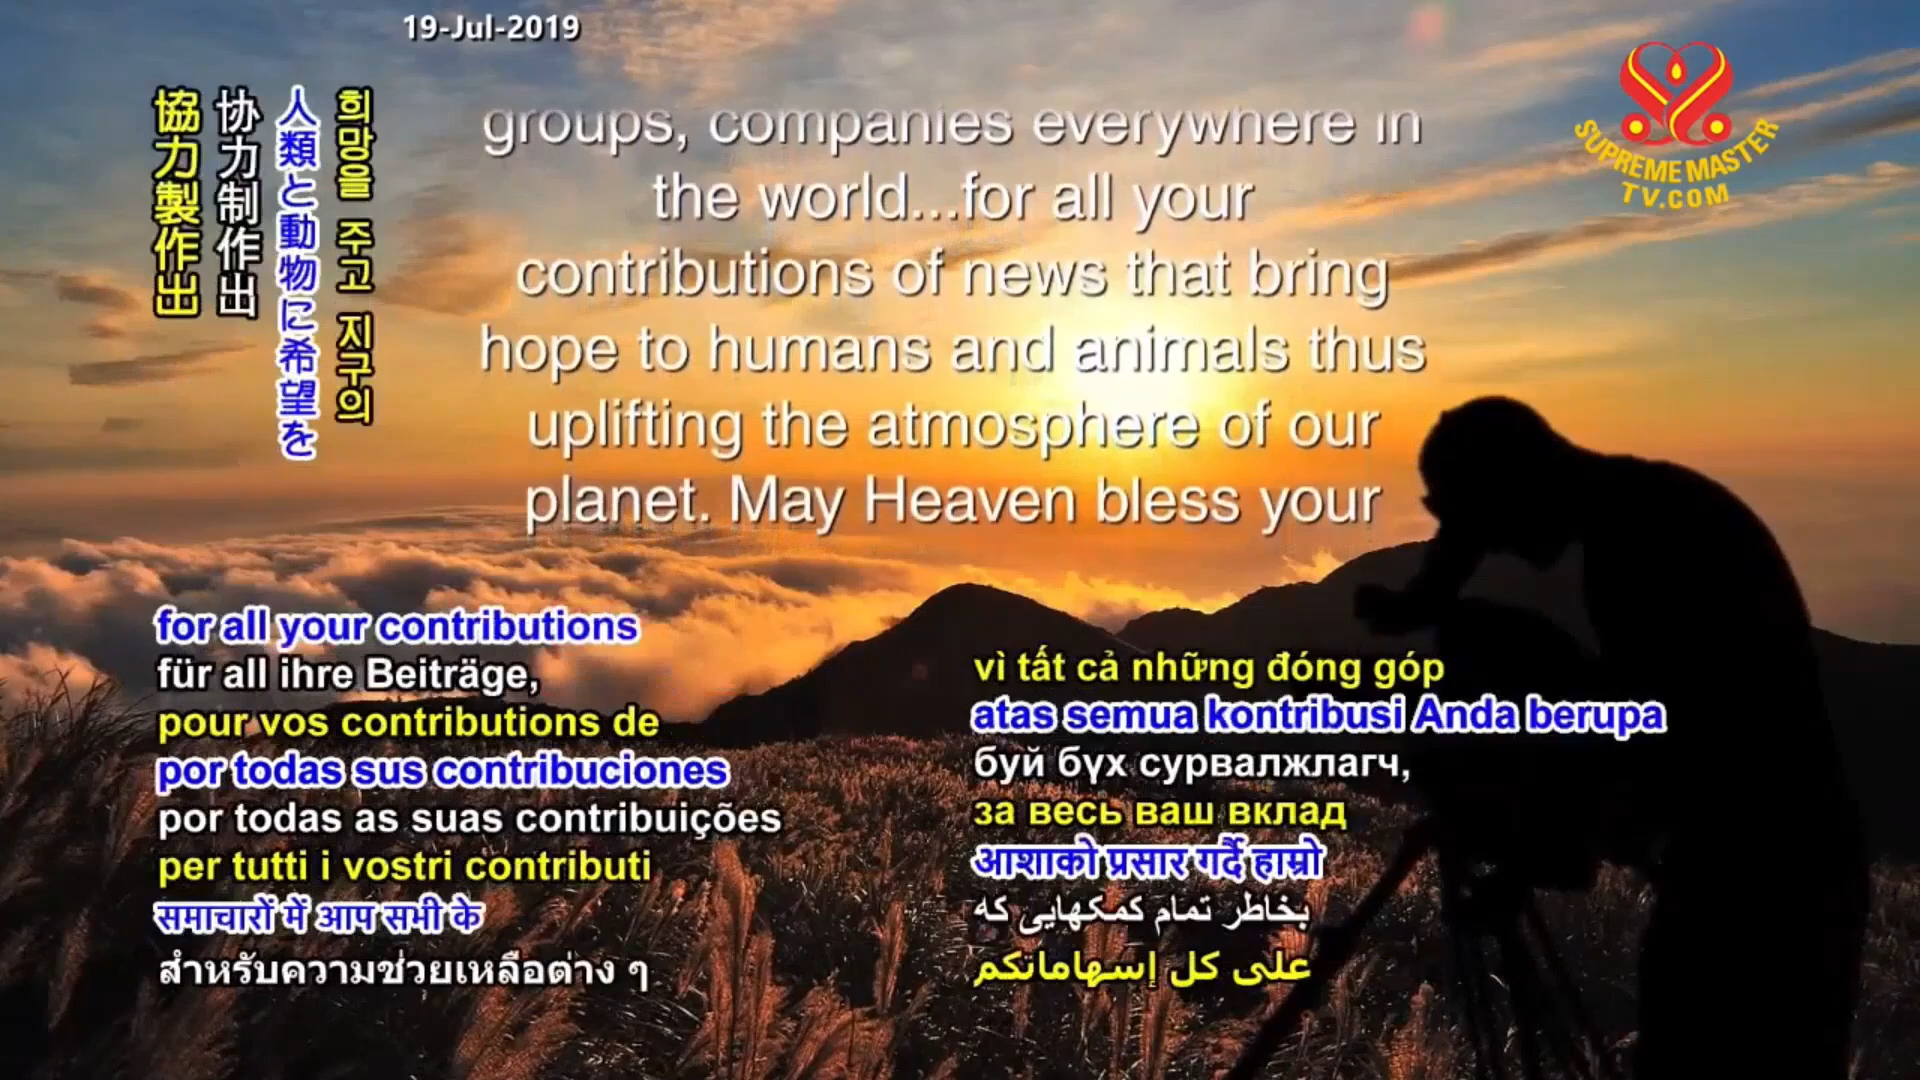 19-Jul-2019
協力製作出
协力制作出
人類と動物に希望を
희망을 주고 지구의
groups, companies everywhere in
the world...for all your
contributions of news that bring
hope to humans and animals thus
uplifting the atmosphere of our
planet. May Heaven bless your
SUPREME MASTER
TV.COM
for all your contributions
für all ihre Beiträge,
pour vos contributions de
por todas sus contribuciones
por todas as suas contribuições
per tutti i vostri contributi
समाचारों में आप सभी के
สำหรับความช่วยเหลือต่าง ๆ
vì tất cả những đóng góp
atas semua kontribusi Anda berupa
буй бүх сурвалжлагч,
за весь ваш вклад
आशाको प्रसार गर्दै हाम्रो
بخاطر تمام کمکهایی که
على كل إسهاماتكم